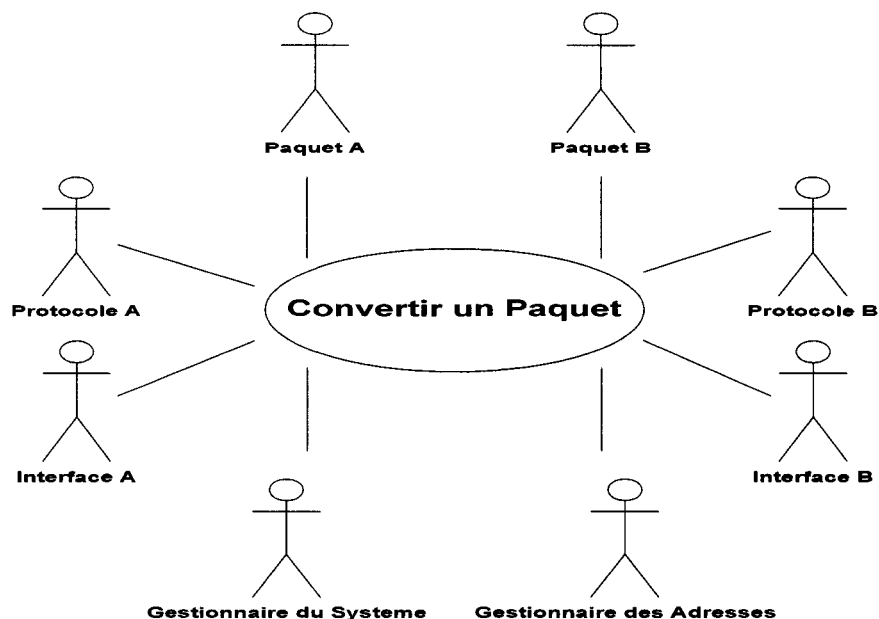 Paquet A
Paquet B
Protocole A
Convertir un Paquet
Protocole B
Interface A
Interface B
Gestionnaire du Systeme
Gestionnaire des Adresses